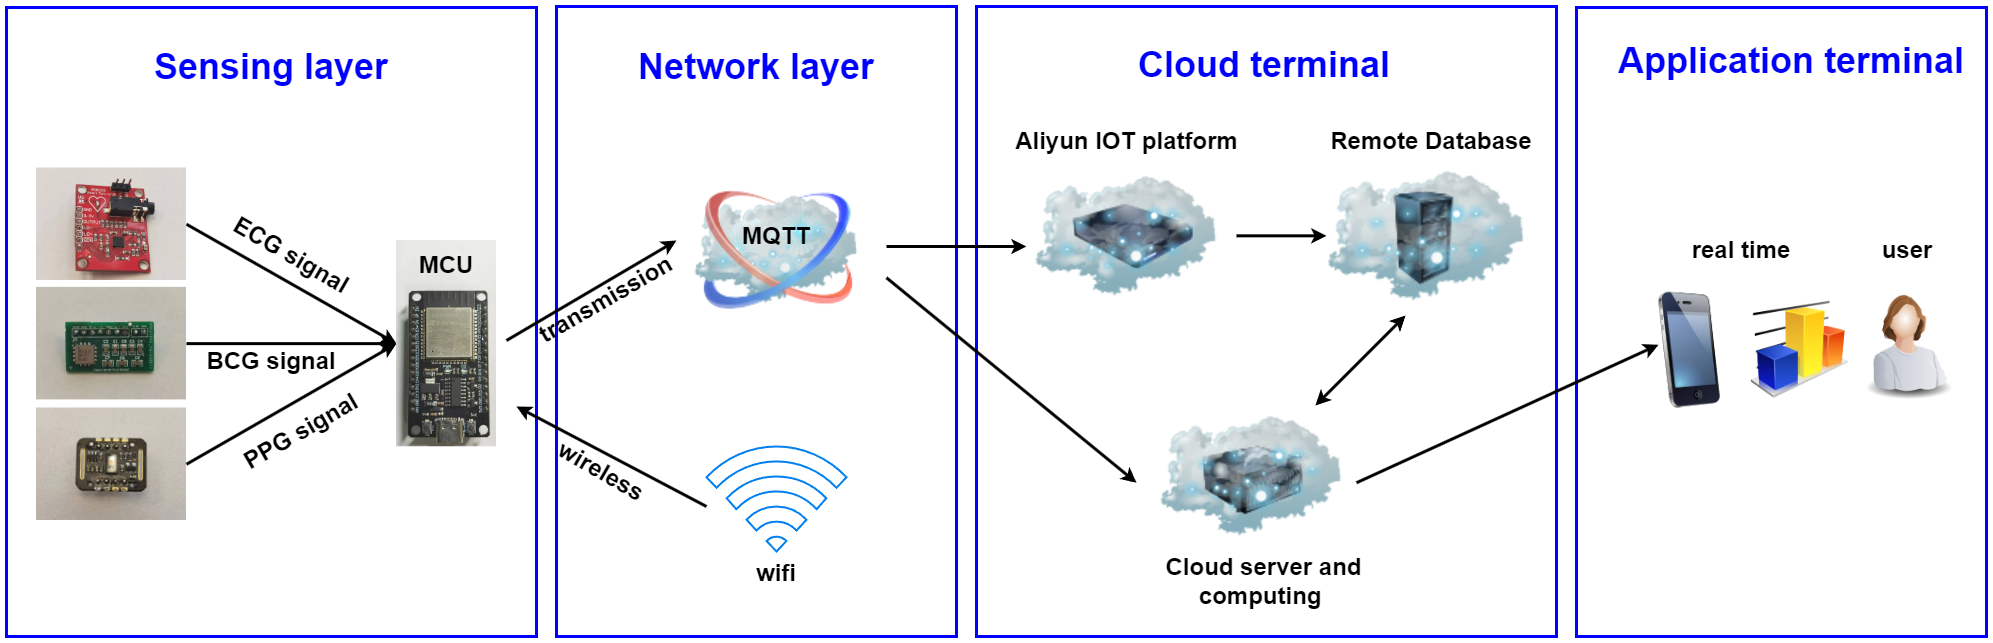 Sensing layer
ECG signal
BCG signal
PPG signal
MCU
Network layer
transmission
MQTT
wireless
wifi
Cloud terminal
Aliyun IOT platform
Remote Database
Cloud server and
computing
Application terminal
real time
user